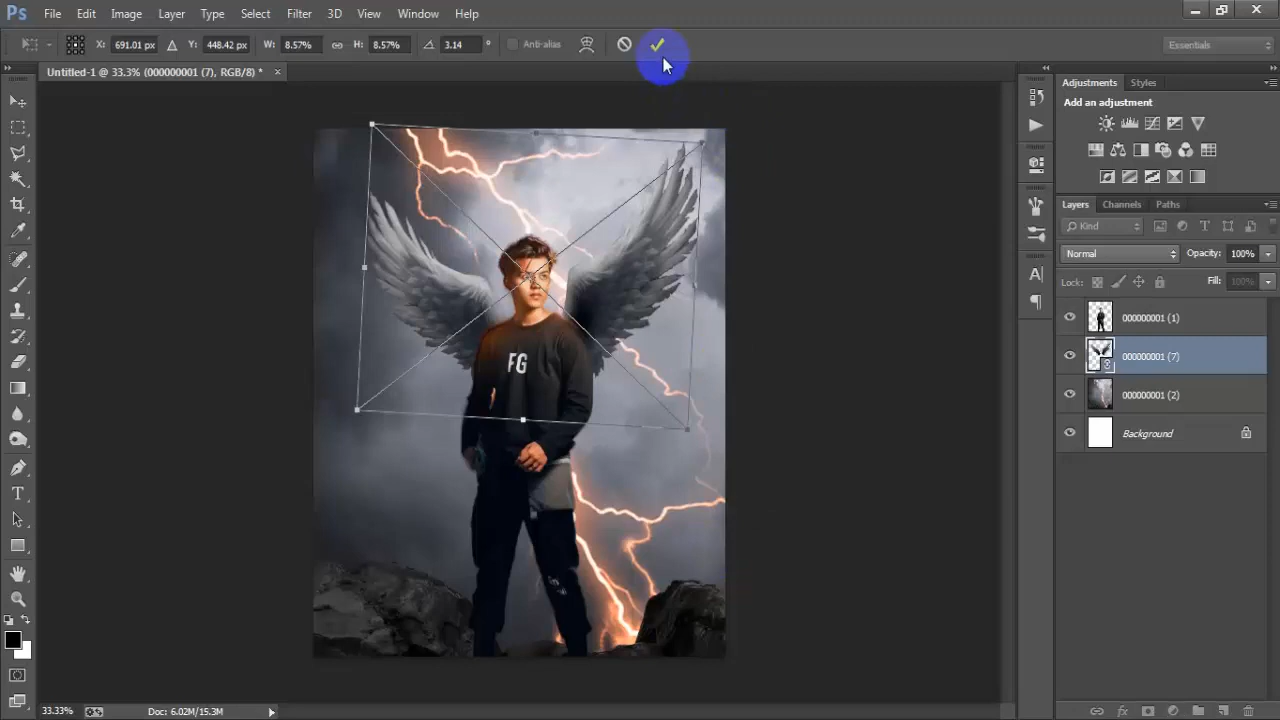 Ps File Edit Image Layer Type Select Filter 3D View Window Help
X: 691.01 px Y: 448.42 px W: 8.57% H: 8.57% 3.14 ° Anti-alias Essentials
Untitled-1 @ 33.3% (000000001 (7), RGB/8) * ×
Adjustments Styles
Add an adjustment
Layers Channels Paths
Kind
Normal Opacity: 100%
Lock: Fill: 100%
000000001 (1)
000000001 (7)
000000001 (2)
Background
FG
33.33% Doc: 6.02M/15.3M